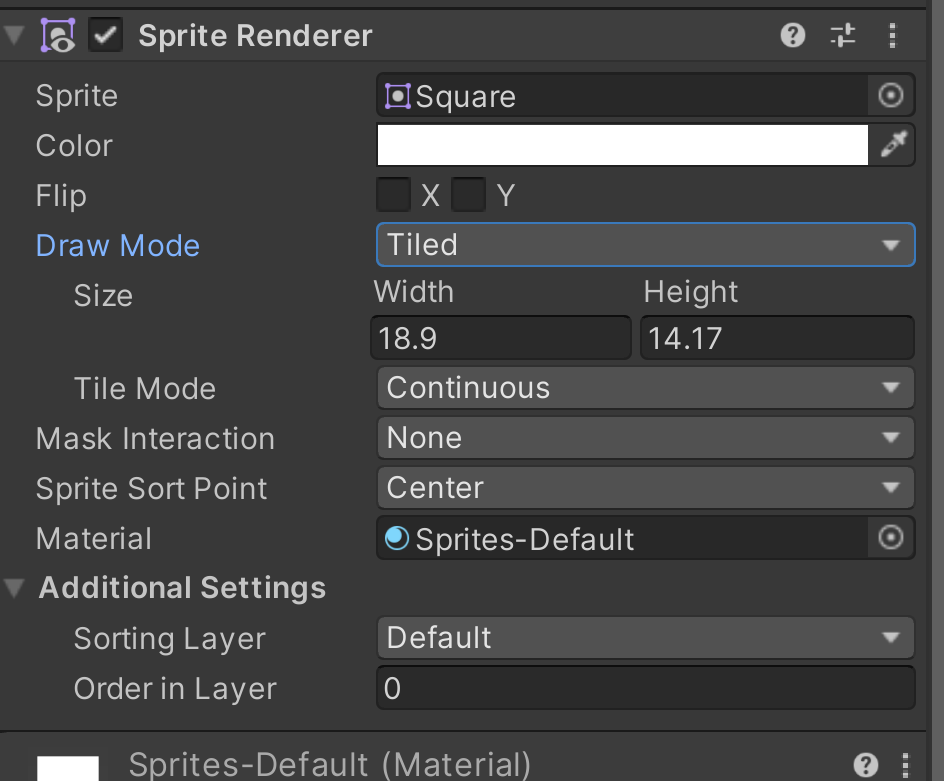 Sprite Renderer
Sprite Square
Color
Flip X Y
Draw Mode Tiled
Size Width Height
18.9 14.17
Tile Mode Continuous
Mask Interaction None
Sprite Sort Point Center
Material Sprites-Default
Additional Settings
Sorting Layer Default
Order in Layer 0
Sprites-Default (Material)